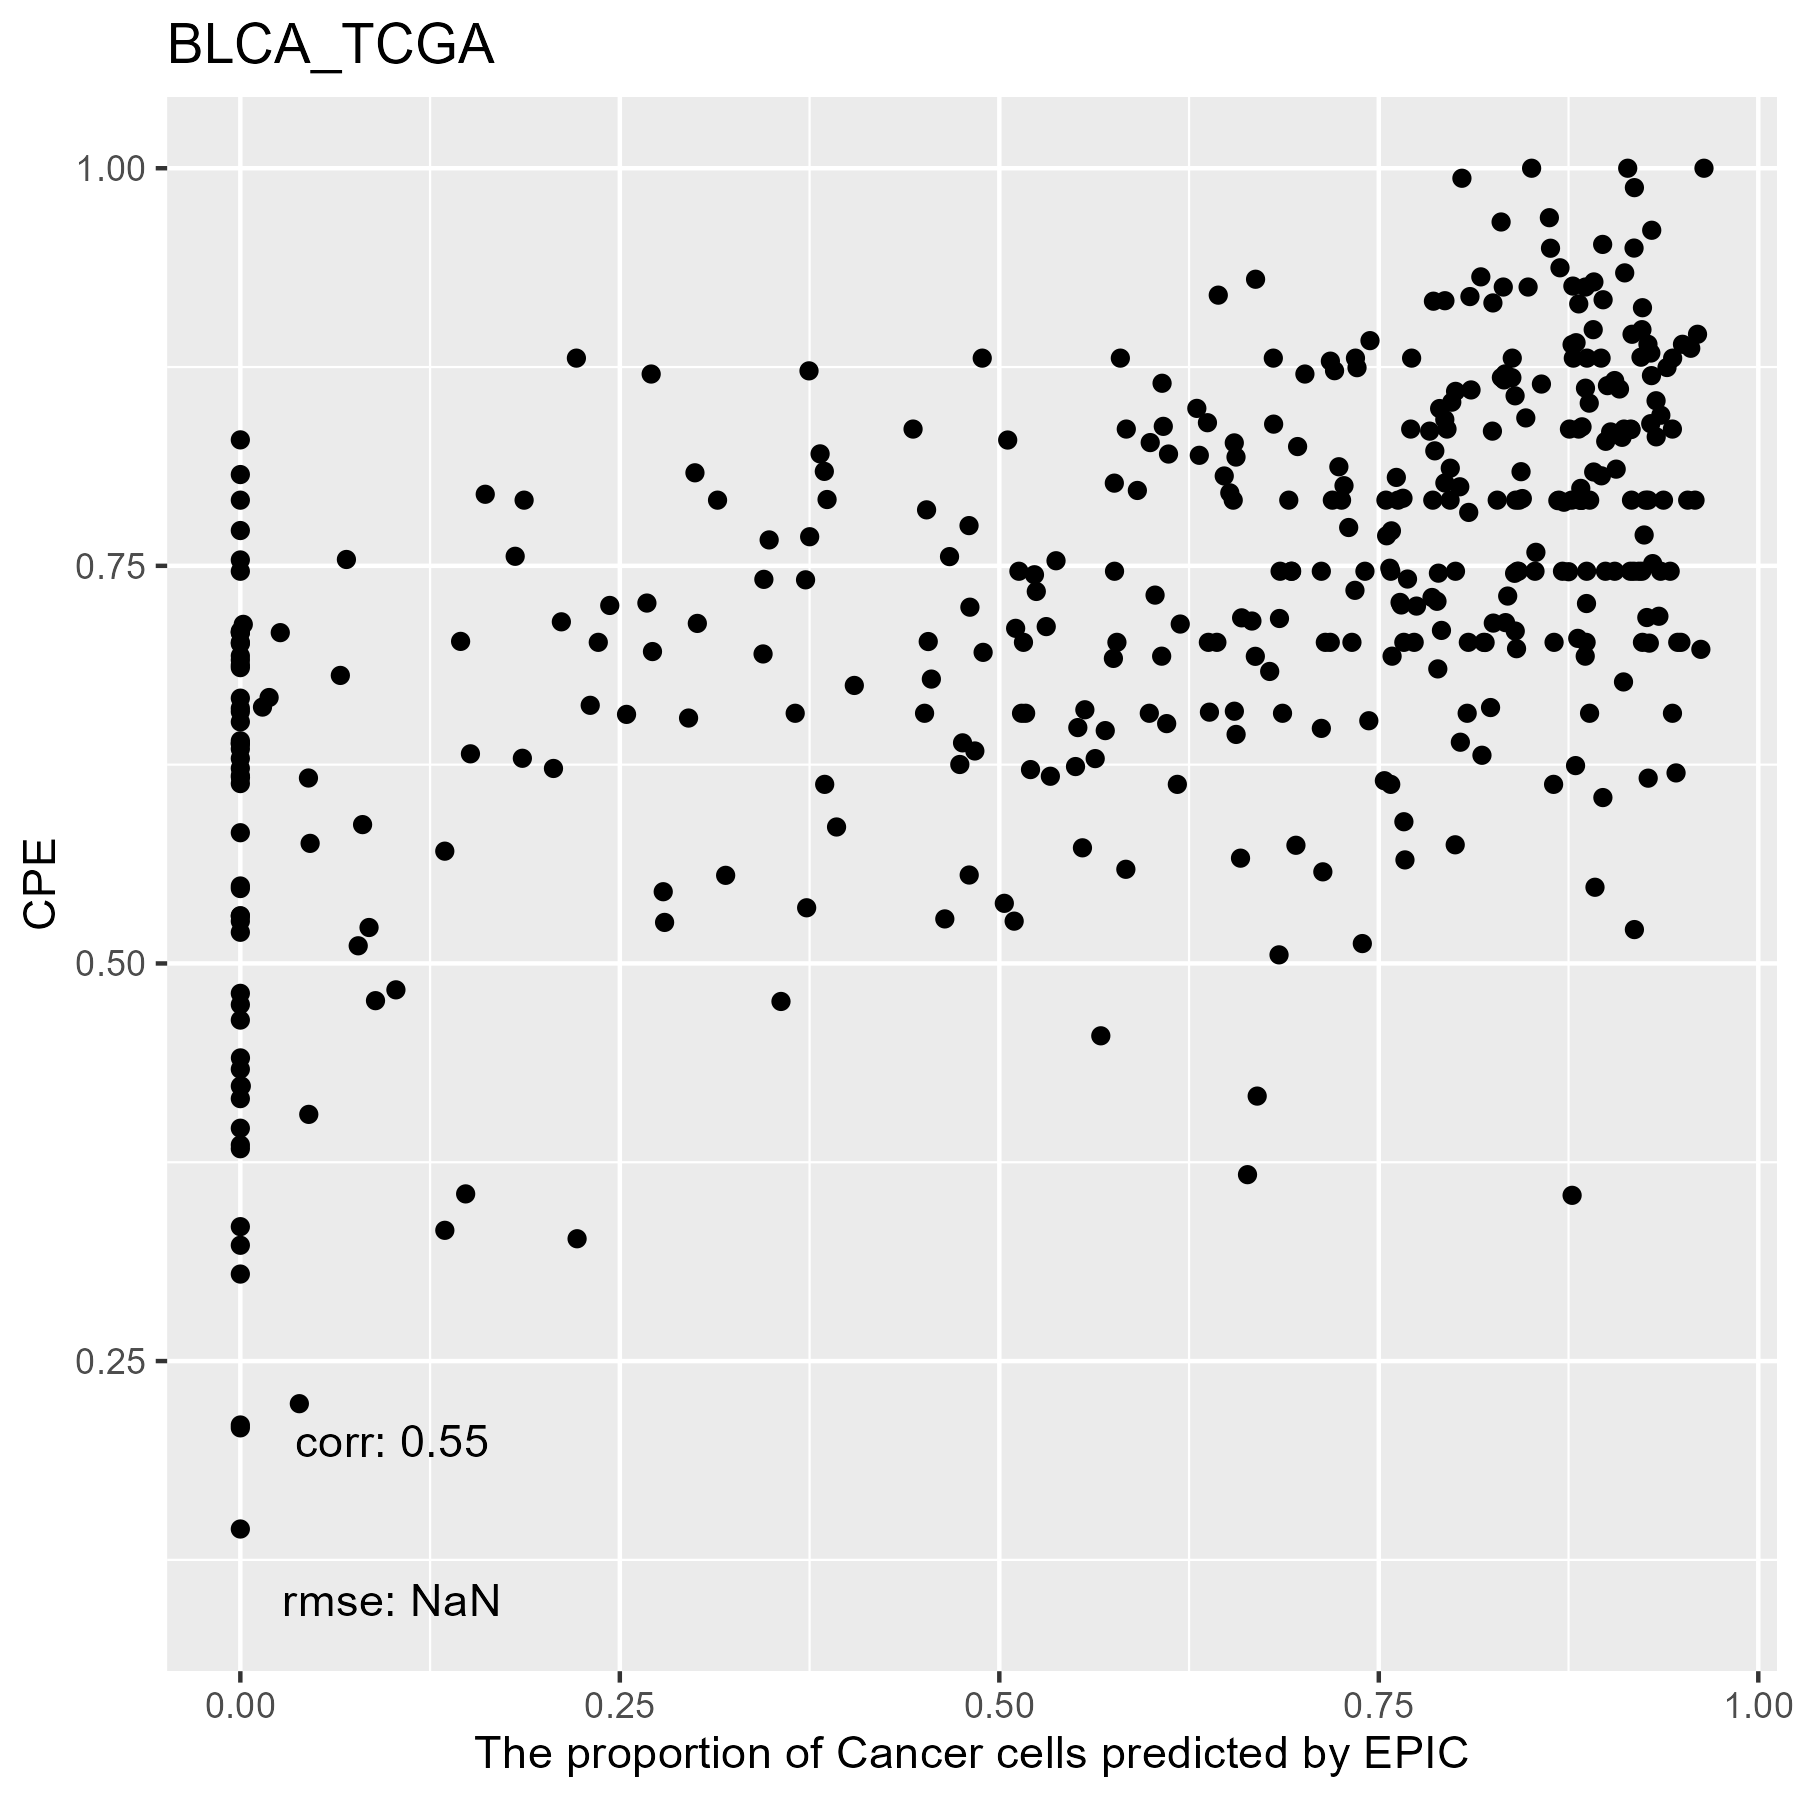 BLCA_TCGA
1.00
0.75
0.50
0.25
CPE
corr: 0.55
rmse: NaN
0.00 0.25 0.50 0.75 1.00
The proportion of Cancer cells predicted by EPIC